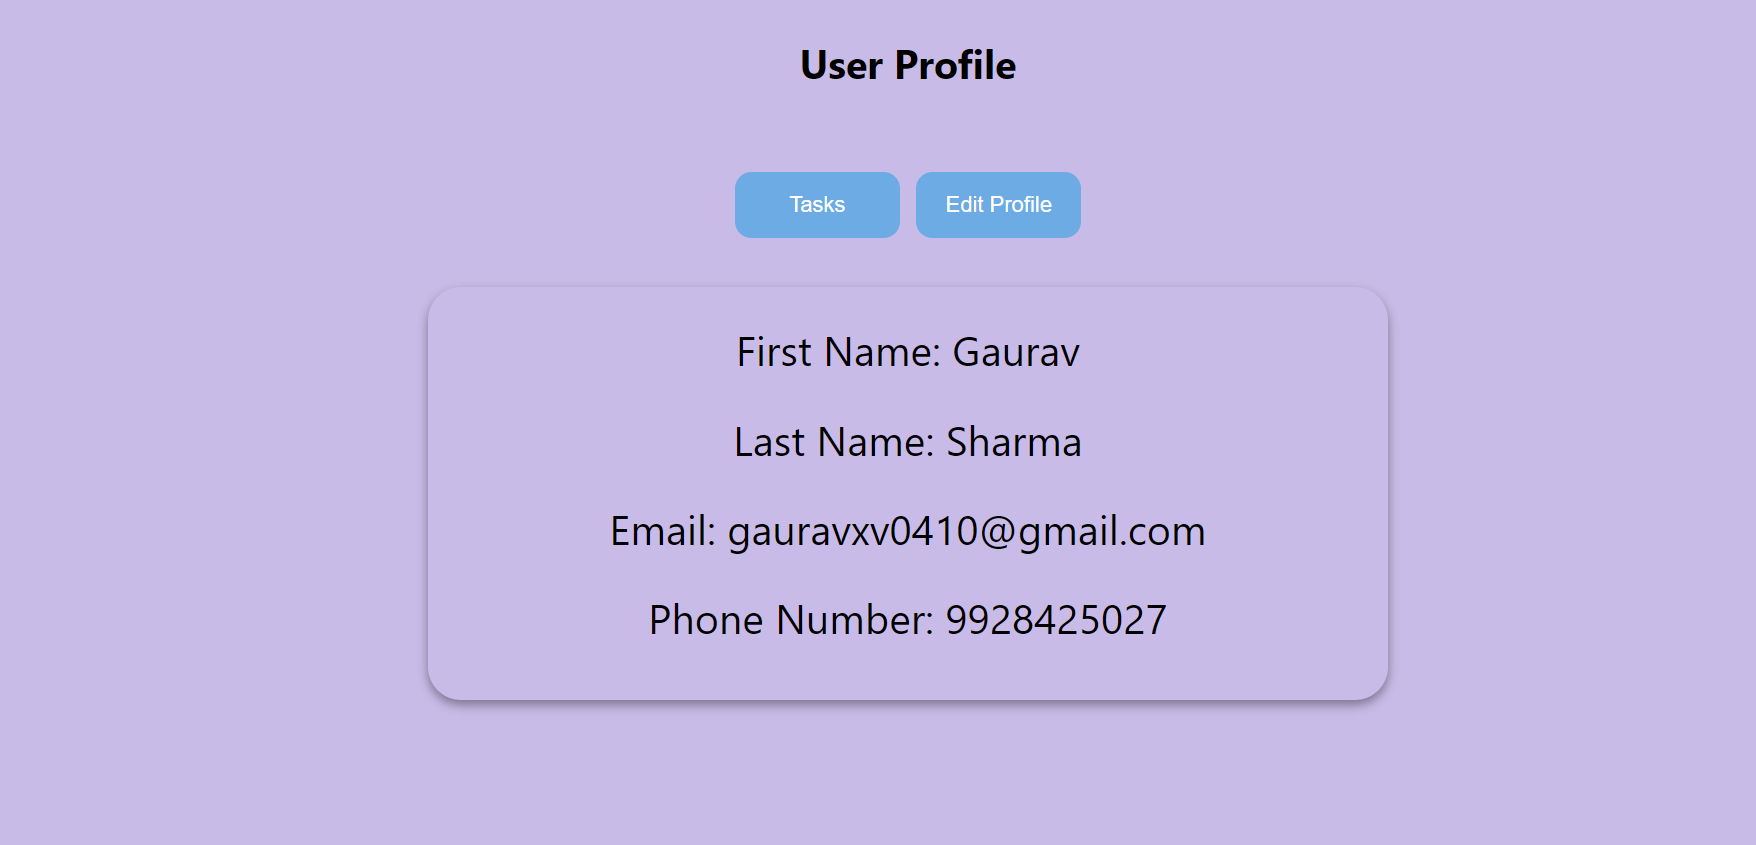 User Profile
Tasks
Edit Profile
First Name: Gaurav
Last Name: Sharma
Email: gauravxv0410@gmail.com
Phone Number: 9928425027